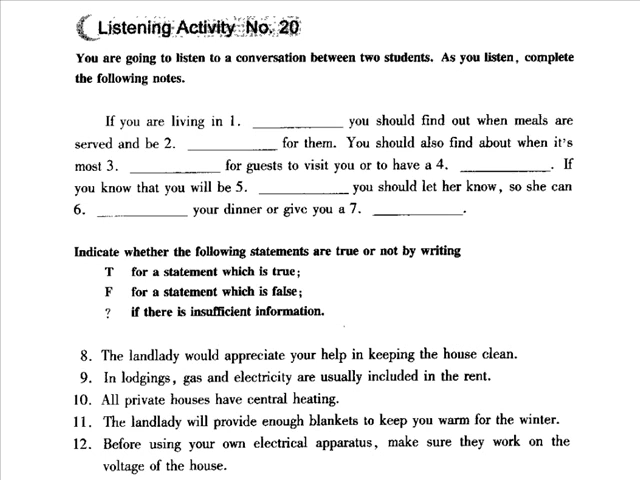 Listening Activity No. 20
You are going to listen to a conversation between two students. As you listen, complete
the following notes.
If you are living in 1. ____________ you should find out when meals are
served and be 2. ____________ for them. You should also find about when it's
most 3. ____________ for guests to visit you or to have a 4. ____________. If
you know that you will be 5. ____________ you should let her know, so she can
6. ____________ your dinner or give you a 7. ____________.
Indicate whether the following statements are true or not by writing
T for a statement which is true;
F for a statement which is false;
? if there is insufficient information.
8. The landlady would appreciate your help in keeping the house clean.
9. In lodgings, gas and electricity are usually included in the rent.
10. All private houses have central heating.
11. The landlady will provide enough blankets to keep you warm for the winter.
12. Before using your own electrical apparatus, make sure they work on the
voltage of the house.